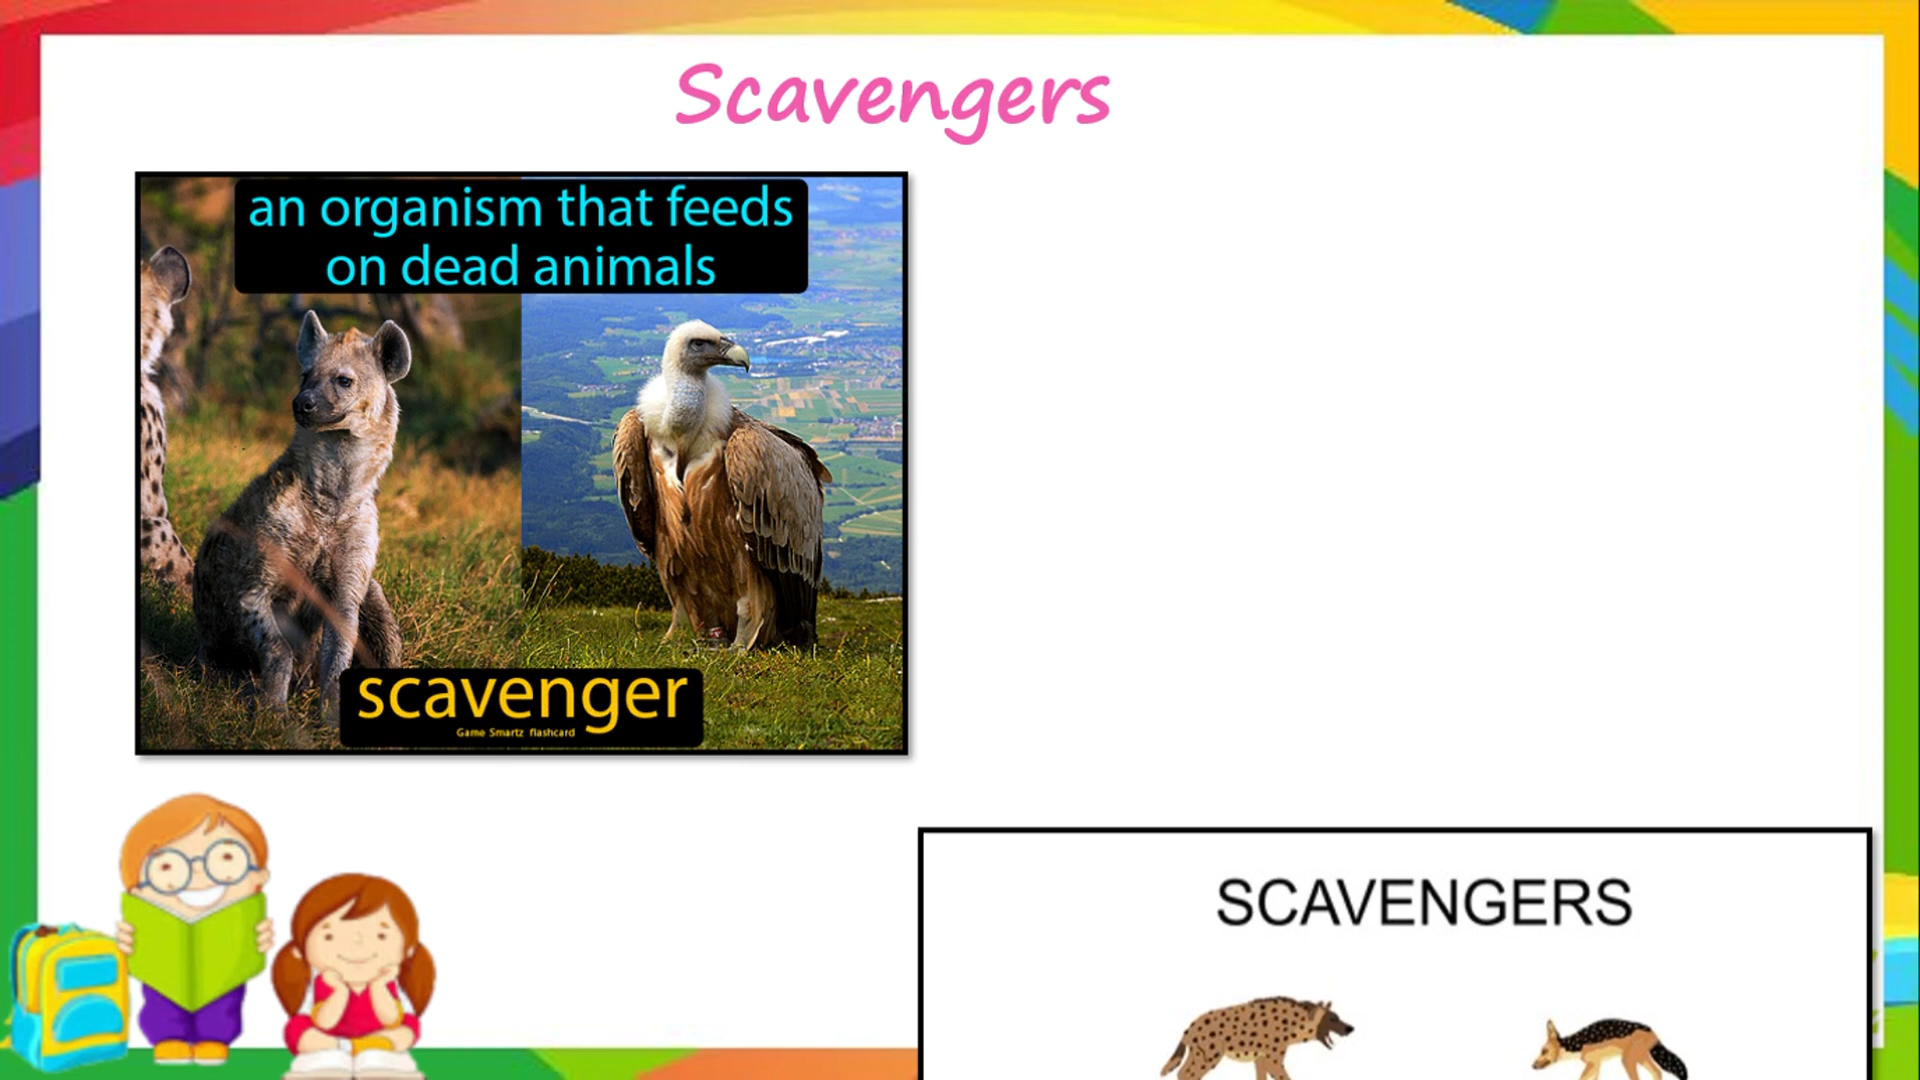 Scavengers
an organism that feeds
on dead animals
scavenger
Game Smartz flashcard
SCAVENGERS